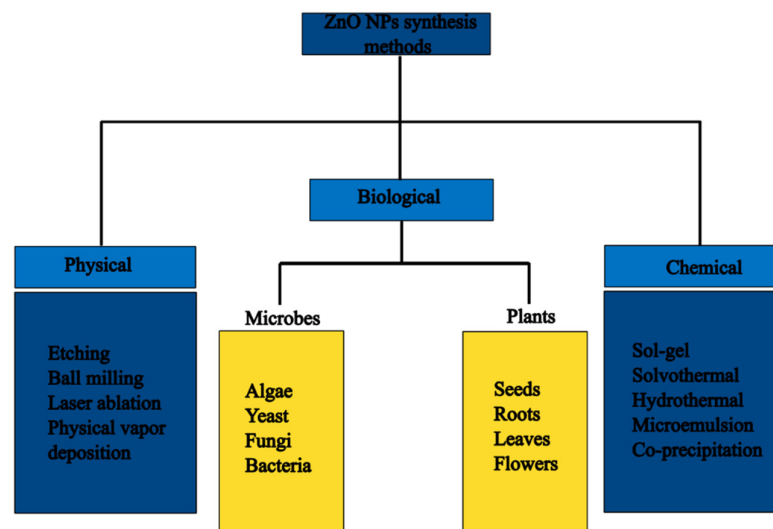 ZnO NPs synthesis
methods
Biological
Physical
Chemical
Microbes
Plants
Etching
Ball milling
Laser ablation
Physical vapor
deposition
Algae
Yeast
Fungi
Bacteria
Seeds
Roots
Leaves
Flowers
Sol-gel
Solvothermal
Hydrothermal
Microemulsion
Co-precipitation